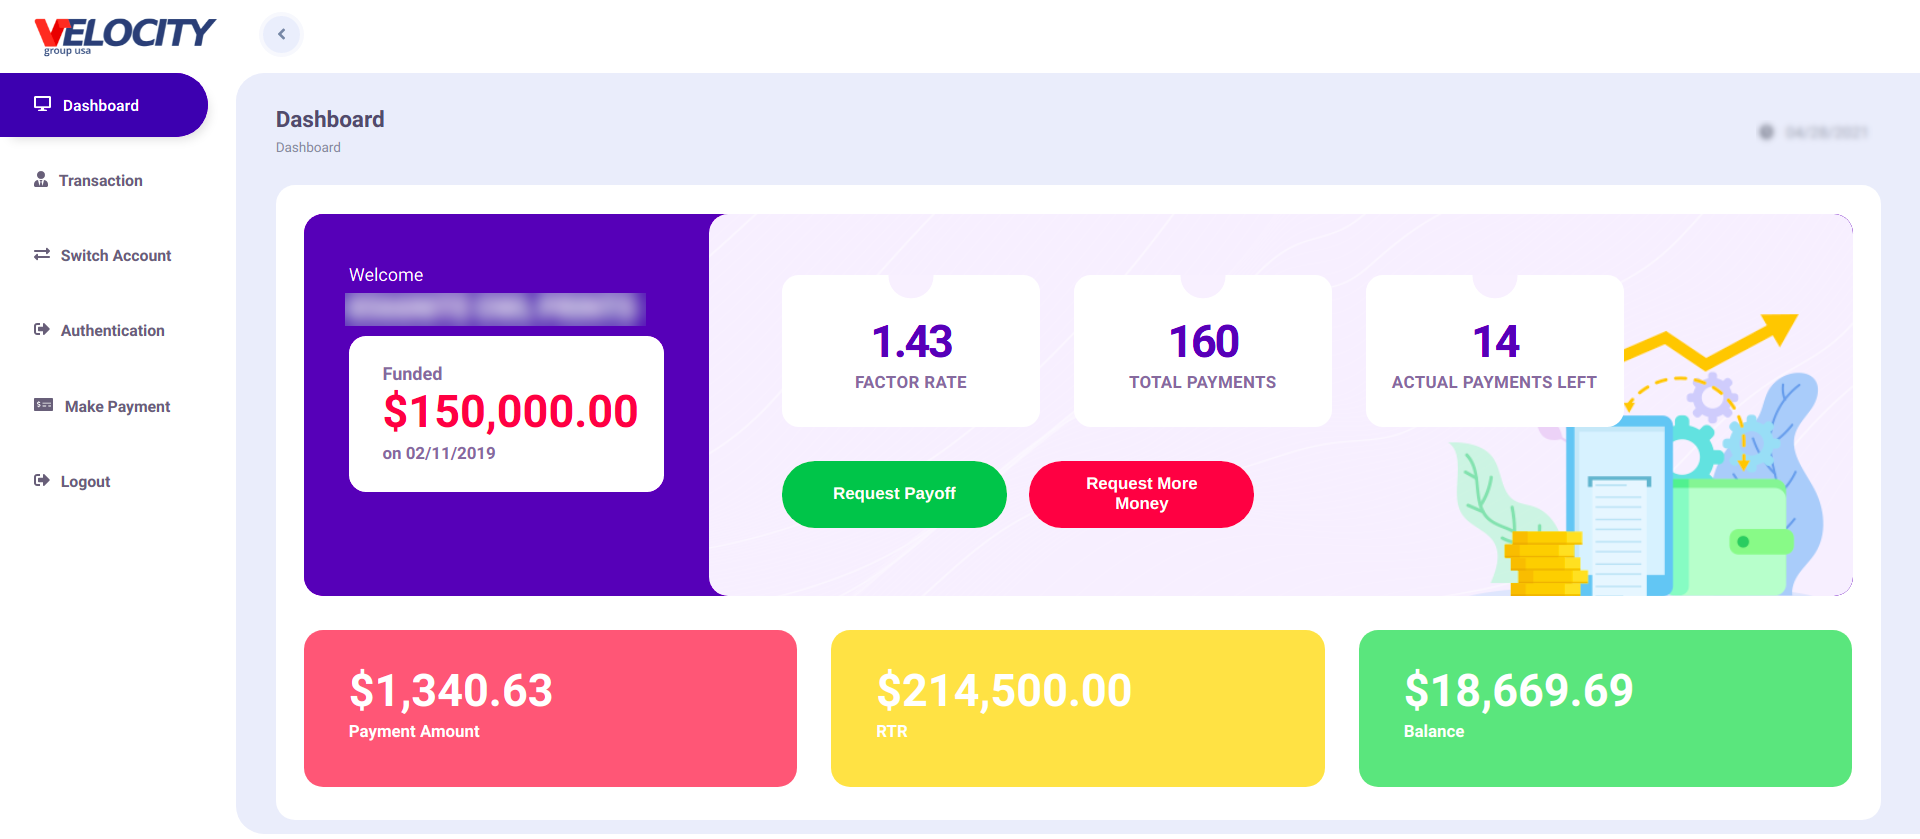 VELOCITY
group usa
Dashboard
Transaction
Switch Account
Authentication
Make Payment
Logout
Dashboard
Dashboard
Welcome
Funded
$150,000.00
on 02/11/2019
1.43
FACTOR RATE
160
TOTAL PAYMENTS
14
ACTUAL PAYMENTS LEFT
Request Payoff
Request More
Money
$1,340.63
Payment Amount
$214,500.00
RTR
$18,669.69
Balance